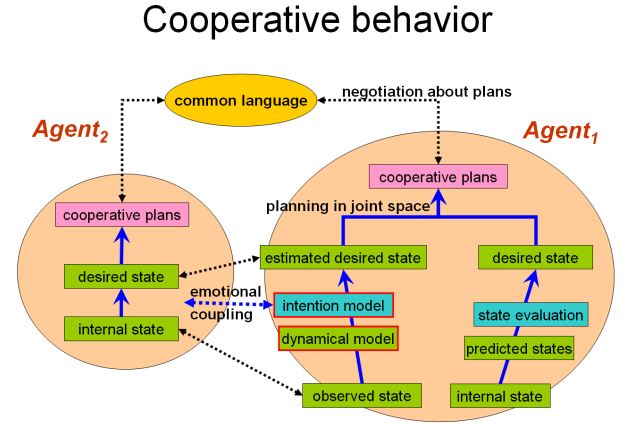 Cooperative behavior
common language
negotiation about plans
Agent2
Agent1
cooperative plans
cooperative plans
planning in joint space
desired state
estimated desired state
desired state
emotional
coupling
intention model
state evaluation
internal state
dynamical model
predicted states
observed state
internal state